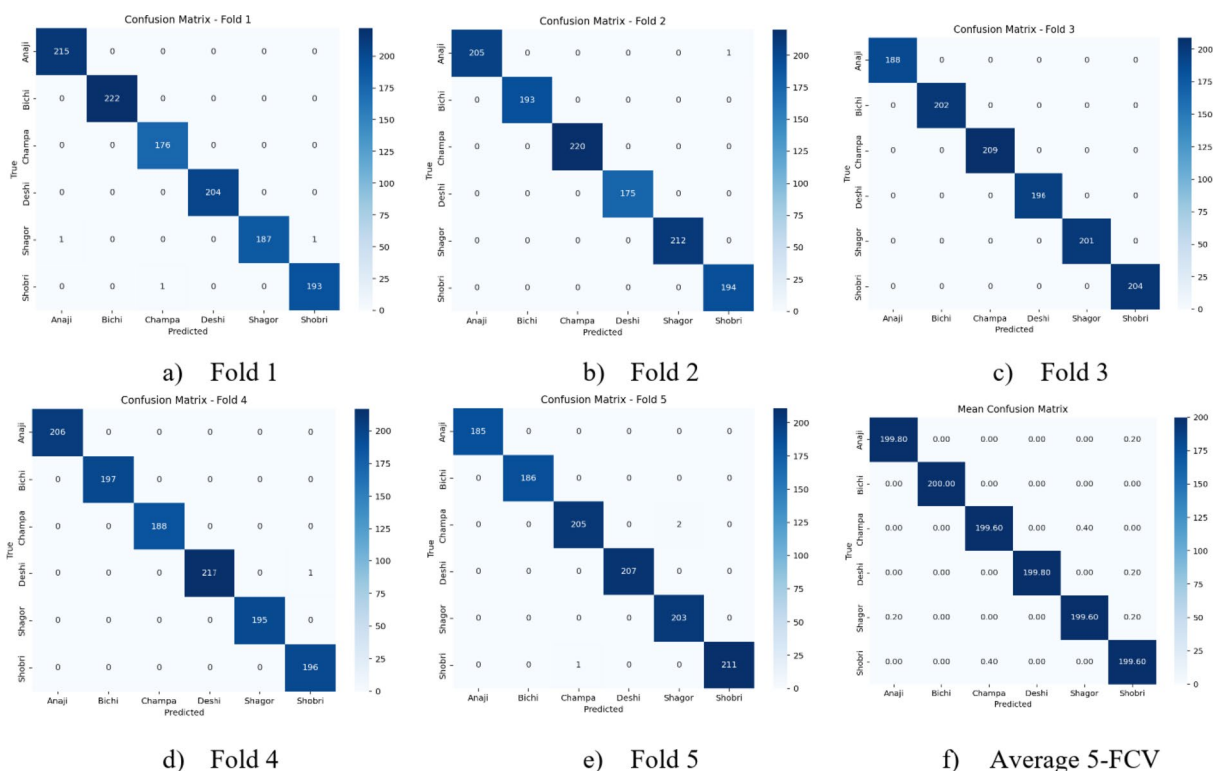 Confusion Matrix - Fold 1
True
Anaji 215 0 0 0 0 0
Bichi 0 222 0 0 0 0
Champa 0 0 176 0 0 0
Deshi 0 0 0 204 0 0
Shagor 1 0 0 0 187 1
Shobri 0 0 1 0 0 193
Anaji Bichi Champa Deshi Shagor Shobri
Predicted
200
175
150
125
100
75
50
25
0
a) Fold 1
Confusion Matrix - Fold 2
True
Anaji 205 0 0 0 0 1
Bichi 0 193 0 0 0 0
Champa 0 0 220 0 0 0
Deshi 0 0 0 175 0 0
Shagor 0 0 0 0 212 0
Shobri 0 0 0 0 0 194
Anaji Bichi Champa Deshi Shagor Shobri
Predicted
200
175
150
125
100
75
50
25
0
b) Fold 2
Confusion Matrix - Fold 3
True
Anaji 188 0 0 0 0 0
Bichi 0 202 0 0 0 0
Champa 0 0 209 0 0 0
Deshi 0 0 0 196 0 0
Shagor 0 0 0 0 201 0
Shobri 0 0 0 0 0 204
Anaji Bichi Champa Deshi Shagor Shobri
Predicted
200
175
150
125
100
75
50
25
0
c) Fold 3
Confusion Matrix - Fold 4
True
Anaji 206 0 0 0 0 0
Bichi 0 197 0 0 0 0
Champa 0 0 188 0 0 0
Deshi 0 0 0 217 0 1
Shagor 0 0 0 0 195 0
Shobri 0 0 0 0 0 196
Anaji Bichi Champa Deshi Shagor Shobri
Predicted
200
175
150
125
100
75
50
25
0
d) Fold 4
Confusion Matrix - Fold 5
True
Anaji 185 0 0 0 0 0
Bichi 0 186 0 0 0 0
Champa 0 0 205 0 2 0
Deshi 0 0 0 207 0 0
Shagor 0 0 0 0 203 0
Shobri 0 0 1 0 0 211
Anaji Bichi Champa Deshi Shagor Shobri
Predicted
200
175
150
125
100
75
50
25
0
e) Fold 5
Mean Confusion Matrix
True
Anaji 199.80 0.00 0.00 0.00 0.00 0.20
Bichi 0.00 200.00 0.00 0.00 0.00 0.00
Champa 0.00 0.00 199.60 0.00 0.40 0.00
Deshi 0.00 0.00 0.00 199.80 0.00 0.20
Shagor 0.20 0.00 0.00 0.00 199.60 0.20
Shobri 0.00 0.00 0.40 0.00 0.00 199.60
Anaji Bichi Champa Deshi Shagor Shobri
Predicted
200
175
150
125
100
75
50
25
0
f) Average 5-FCV